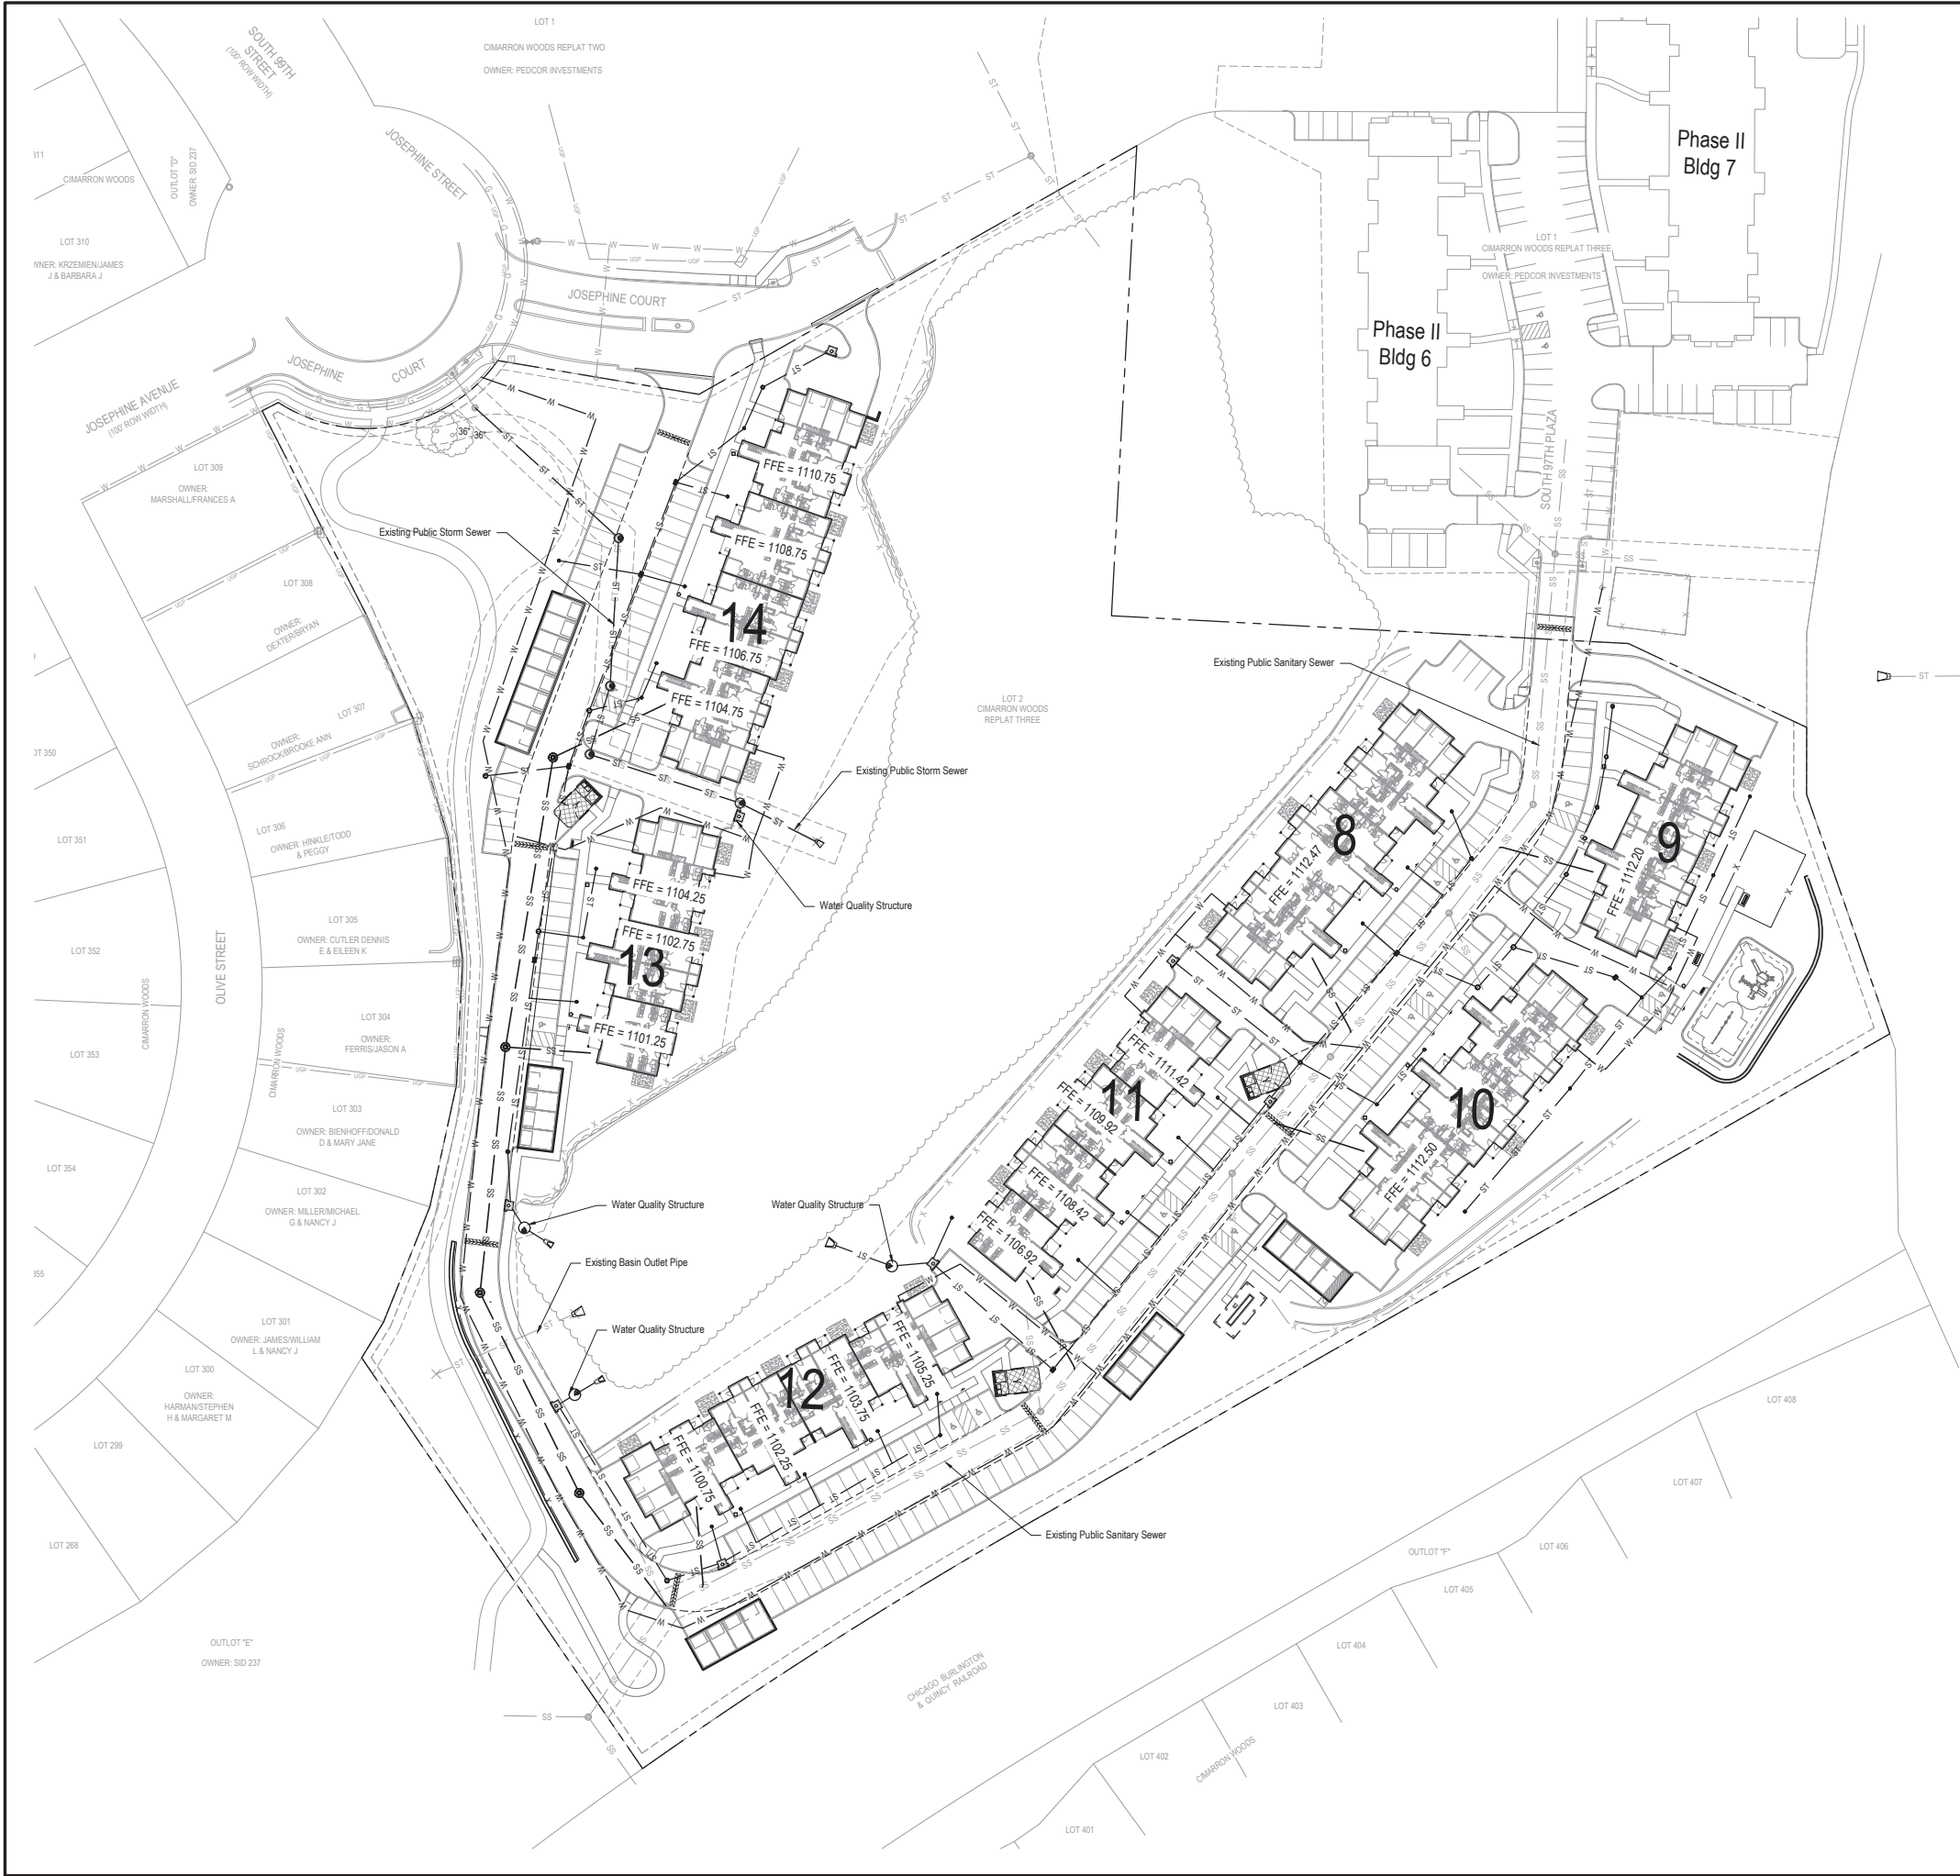 LOT 1
CIMARRON WOODS REPLAT TWO
OWNER: PEDCOR INVESTMENTS
SOUTH 99TH
STREET
(100' ROW WIDTH)
JOSEPHINE STREET
OUTLOT "D"
OWNER: SID 237
CIMARRON WOODS
LOT 310
J & BARBARA J
JOSEPHINE COURT
JOSEPHINE COURT
JOSEPHINE AVENUE
(100' ROW WIDTH)
36" 36"
Phase II
Bldg 7
Phase II
Bldg 6
LOT 1
CIMARRON WOODS REPLAT THREE
OWNER: PEDCOR INVESTMENTS
SOUTH 97TH PLAZA
LOT 309
OWNER:
MARSHALL/FRANCES A
Existing Public Storm Sewer
LOT 308
OWNER:
DEXTER/BRYAN
LOT 307
OWNER:
SCHROCK/BROOKE ANN
LOT 306
OWNER: HINKLE/TODD
& PEGGY
LOT 305
OWNER: CUTLER DENNIS
E & EILEEN K
LOT 304
OWNER:
FERRIS/JASON A
LOT 303
OWNER: BIENHOFF/DONALD
D & MARY JANE
LOT 302
OWNER: MILLER/MICHAEL
G & NANCY J
LOT 301
OWNER: JAMES/WILLIAM
L & NANCY J
LOT 300
OWNER:
HARMAN/STEPHEN
H & MARGARET M
LOT 299
LOT 268
LOT 351
LOT 352
LOT 353
LOT 354
CIMARRON WOODS
OLIVE STREET
CIMARRON WOODS
14
FFE = 1110.75
FFE = 1108.75
FFE = 1106.75
FFE = 1104.75
13
FFE = 1104.25
FFE = 1102.75
FFE = 1101.25
Existing Public Storm Sewer
Water Quality Structure
LOT 2
CIMARRON WOODS
REPLAT THREE
Existing Public Sanitary Sewer
8
FFE = 1112.47
9
FFE = 1112.20
10
FFE = 1112.50
11
FFE = 1111.42
FFE = 1109.92
FFE = 1108.42
FFE = 1106.92
Water Quality Structure
Water Quality Structure
Existing Basin Outlet Pipe
Water Quality Structure
12
FFE = 1105.25
FFE = 1103.75
FFE = 1102.25
FFE = 1100.75
Existing Public Sanitary Sewer
OUTLOT "E"
OWNER: SID 237
CHICAGO BURLINGTON
& QUINCY RAILROAD
OUTLOT "F"
LOT 408
LOT 407
LOT 406
LOT 405
LOT 404
LOT 403
LOT 402
LOT 401
CIMARRON WOODS